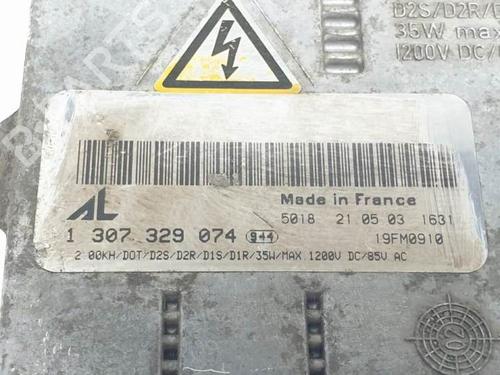 D2S/D2R/D
35W max
1200V DC/
AL
Made in France
5018 21 05 03 1631
1 307 329 074 944
19FM0910
2 00KH/DOT/D2S/D2R/D1S/D1R/35W/MAX 1200V DC/85V AC